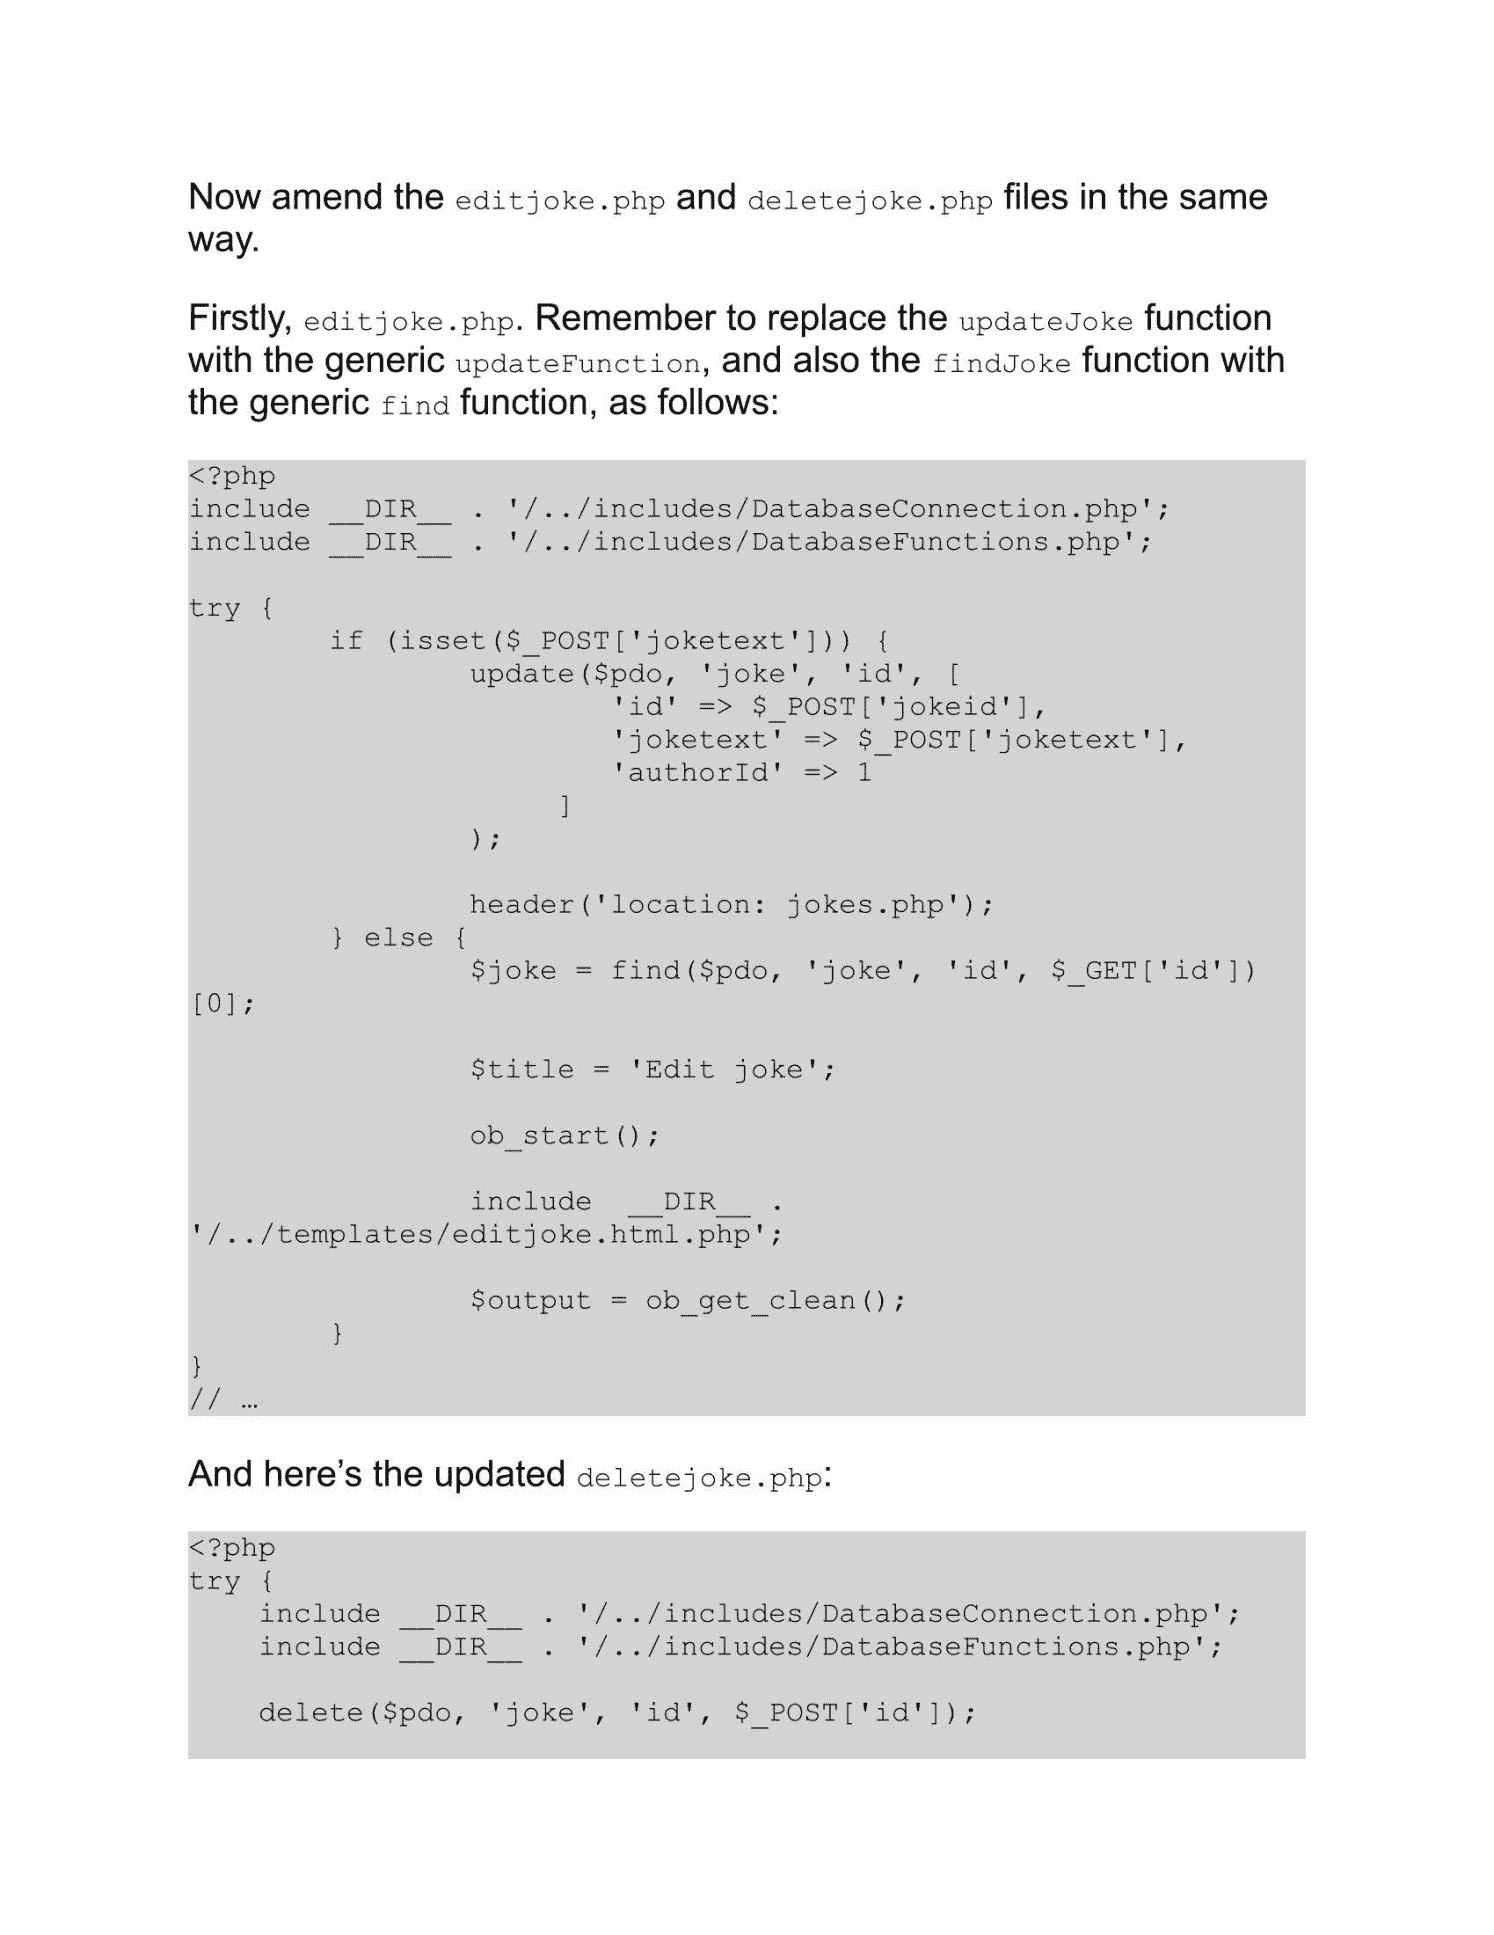 Now amend the editjoke.php and deletejoke.php files in the same
way.
Firstly, editjoke.php. Remember to replace the updateJoke function
with the generic updateFunction, and also the findJoke function with
the generic find function, as follows:
<?php
include __DIR__ . '/../includes/DatabaseConnection.php';
include __DIR__ . '/../includes/DatabaseFunctions.php';
try {
        if (isset($_POST['joketext'])) {
                update($pdo, 'joke', 'id', [
                        'id' => $_POST['jokeid'],
                        'joketext' => $_POST['joketext'],
                        'authorId' => 1
                     ]
                );
                header('location: jokes.php');
        } else {
                $joke = find($pdo, 'joke', 'id', $_GET['id'])
[0];
                $title = 'Edit joke';
                ob_start();
                include  __DIR__ .
'/../templates/editjoke.html.php';
                $output = ob_get_clean();
        }
}
// …
And here’s the updated deletejoke.php:
<?php
try {
    include __DIR__ . '/../includes/DatabaseConnection.php';
    include __DIR__ . '/../includes/DatabaseFunctions.php';
    delete($pdo, 'joke', 'id', $_POST['id']);